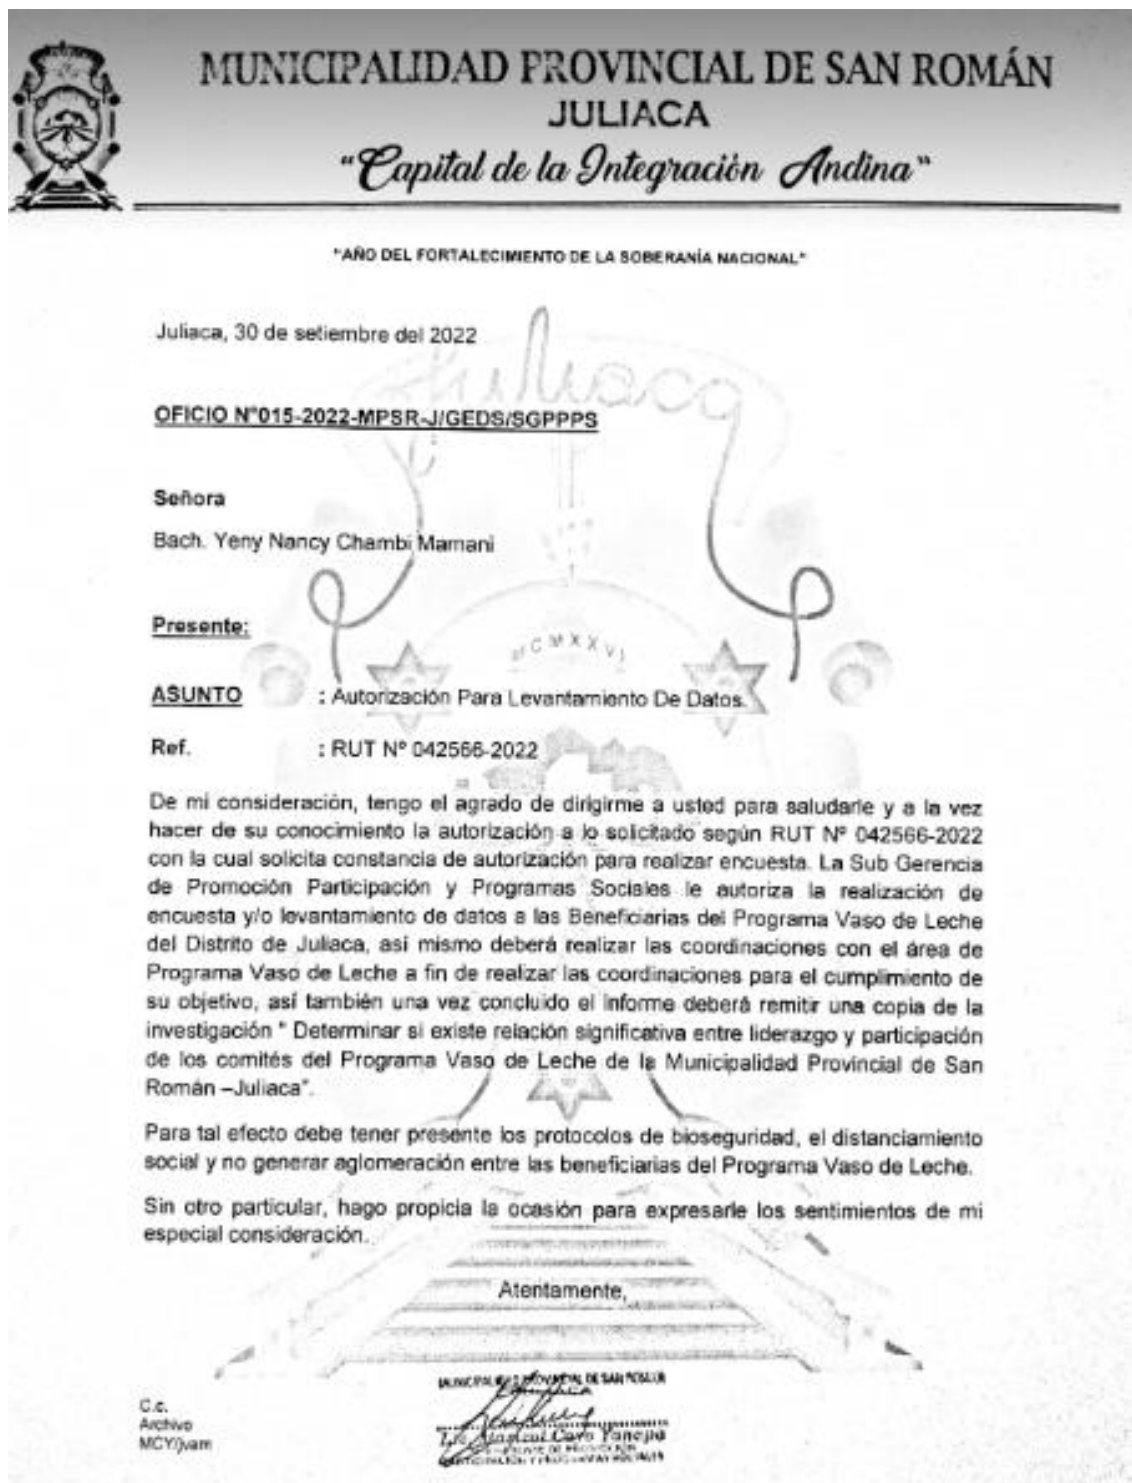 MUNICIPALIDAD PROVINCIAL DE SAN ROMÁN
JULIACA
"Capital de la Integración Andina"
"AÑO DEL FORTALECIMIENTO DE LA SOBERANÍA NACIONAL"
Juliaca, 30 de setiembre del 2022
Juliaca
OFICIO N°015-2022-MPSR-J/GEDS/SGPPPS
Señora
Bach. Yeny Nancy Chambi Mamani
Presente:
MCMXXVI
ASUNTO : Autorización Para Levantamiento De Datos.
Ref. : RUT Nº 042566-2022
De mi consideración, tengo el agrado de dirigirme a usted para saludarle y a la vez
hacer de su conocimiento la autorización a lo solicitado según RUT Nº 042566-2022
con la cual solicita constancia de autorización para realizar encuesta. La Sub Gerencia
de Promoción Participación y Programas Sociales le autoriza la realización de
encuesta y/o levantamiento de datos a las Beneficiarias del Programa Vaso de Leche
del Distrito de Juliaca, así mismo deberá realizar las coordinaciones con el área de
Programa Vaso de Leche a fin de realizar las coordinaciones para el cumplimiento de
su objetivo, así también una vez concluido el Informe deberá remitir una copia de la
investigación " Determinar si existe relación significativa entre liderazgo y participación
de los comités del Programa Vaso de Leche de la Municipalidad Provincial de San
Román –Juliaca".
Para tal efecto debe tener presente los protocolos de bioseguridad, el distanciamiento
social y no generar aglomeración entre las beneficiarias del Programa Vaso de Leche.
Sin otro particular, hago propicia la ocasión para expresarle los sentimientos de mi
especial consideración.
Atentamente,
MUNICIPALIDAD PROVINCIAL DE SAN ROMÁN
C.c.
Archivo
MCY/jvam